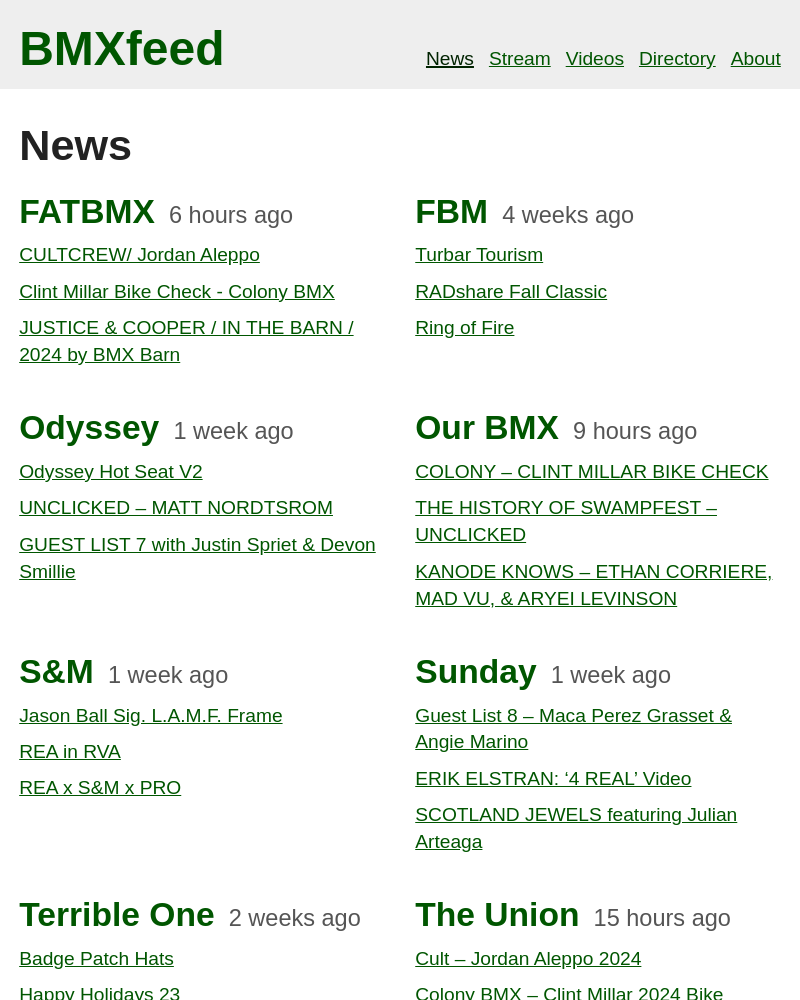 BMXfeed
News Stream Videos Directory About
News
FATBMX 6 hours ago
CULTCREW/ Jordan Aleppo
Clint Millar Bike Check - Colony BMX
JUSTICE & COOPER / IN THE BARN /
2024 by BMX Barn
FBM 4 weeks ago
Turbar Tourism
RADshare Fall Classic
Ring of Fire
Odyssey 1 week ago
Odyssey Hot Seat V2
UNCLICKED – MATT NORDTSROM
GUEST LIST 7 with Justin Spriet & Devon
Smillie
Our BMX 9 hours ago
COLONY – CLINT MILLAR BIKE CHECK
THE HISTORY OF SWAMPFEST –
UNCLICKED
KANODE KNOWS – ETHAN CORRIERE,
MAD VU, & ARYEI LEVINSON
S&M 1 week ago
Jason Ball Sig. L.A.M.F. Frame
REA in RVA
REA x S&M x PRO
Sunday 1 week ago
Guest List 8 – Maca Perez Grasset &
Angie Marino
ERIK ELSTRAN: ‘4 REAL’ Video
SCOTLAND JEWELS featuring Julian
Arteaga
Terrible One 2 weeks ago
Badge Patch Hats
Happy Holidays 23
The Union 15 hours ago
Cult – Jordan Aleppo 2024
Colony BMX – Clint Millar 2024 Bike